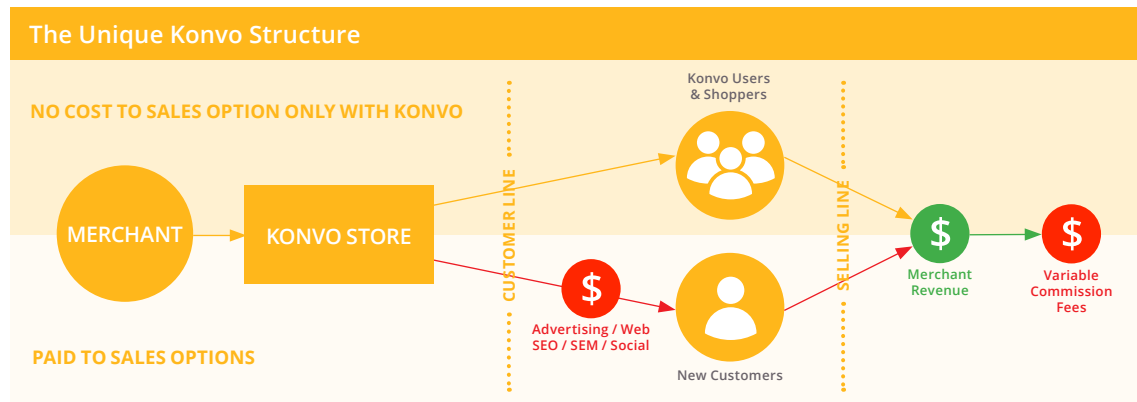 The Unique Konvo Structure
NO COST TO SALES OPTION ONLY WITH KONVO
Konvo Users
& Shoppers
MERCHANT
KONVO STORE
CUSTOMER LINE
SELLING LINE
$
$
$
Merchant
Revenue
Variable
Commission
Fees
Advertising / Web
SEO / SEM / Social
New Customers
PAID TO SALES OPTIONS